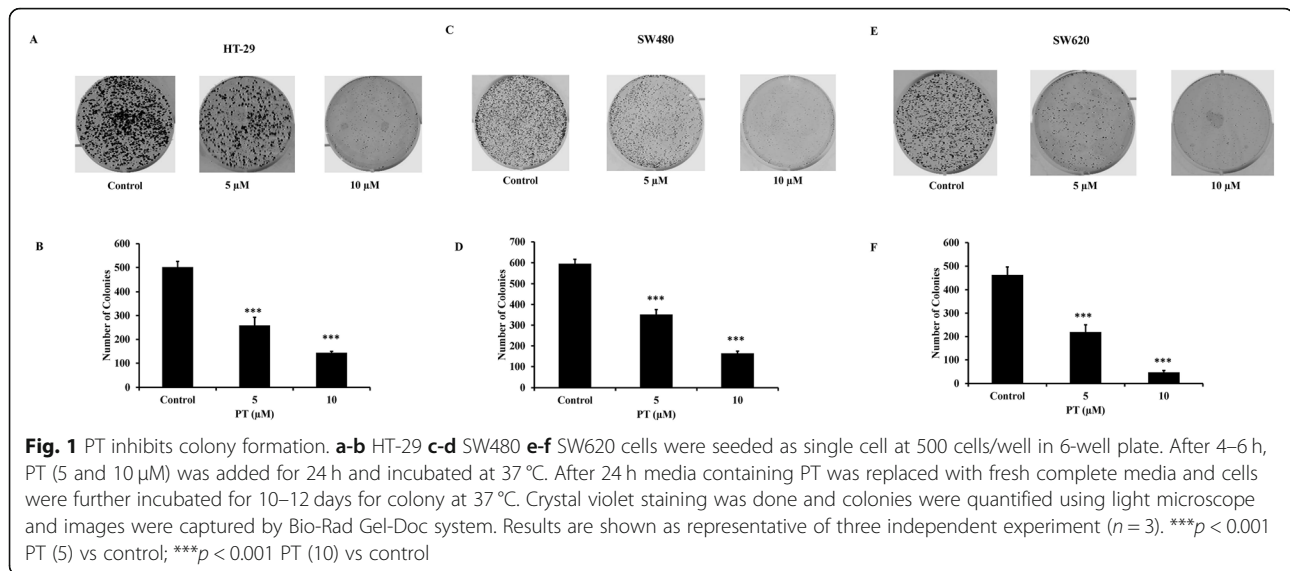 A
HT-29
C
SW480
E
SW620
Control
5 µM
10 µM
Control
5 µM
10 µM
Control
5 µM
10 µM
B
Number of Colonies
600
500
400
300
200
100
0
***
***
Control
5
10
PT (µM)
D
Number of Colonies
700
600
500
400
300
200
100
0
***
***
Control
5
10
PT (µM)
F
Number of Colonies
600
500
400
300
200
100
0
***
***
Control
5
10
PT (µM)
Fig. 1 PT inhibits colony formation. a-b HT-29 c-d SW480 e-f SW620 cells were seeded as single cell at 500 cells/well in 6-well plate. After 4–6 h,
PT (5 and 10 µM) was added for 24 h and incubated at 37 °C. After 24 h media containing PT was replaced with fresh complete media and cells
were further incubated for 10–12 days for colony at 37 °C. Crystal violet staining was done and colonies were quantified using light microscope
and images were captured by Bio-Rad Gel-Doc system. Results are shown as representative of three independent experiment (n = 3). ***p < 0.001
PT (5) vs control; ***p < 0.001 PT (10) vs control